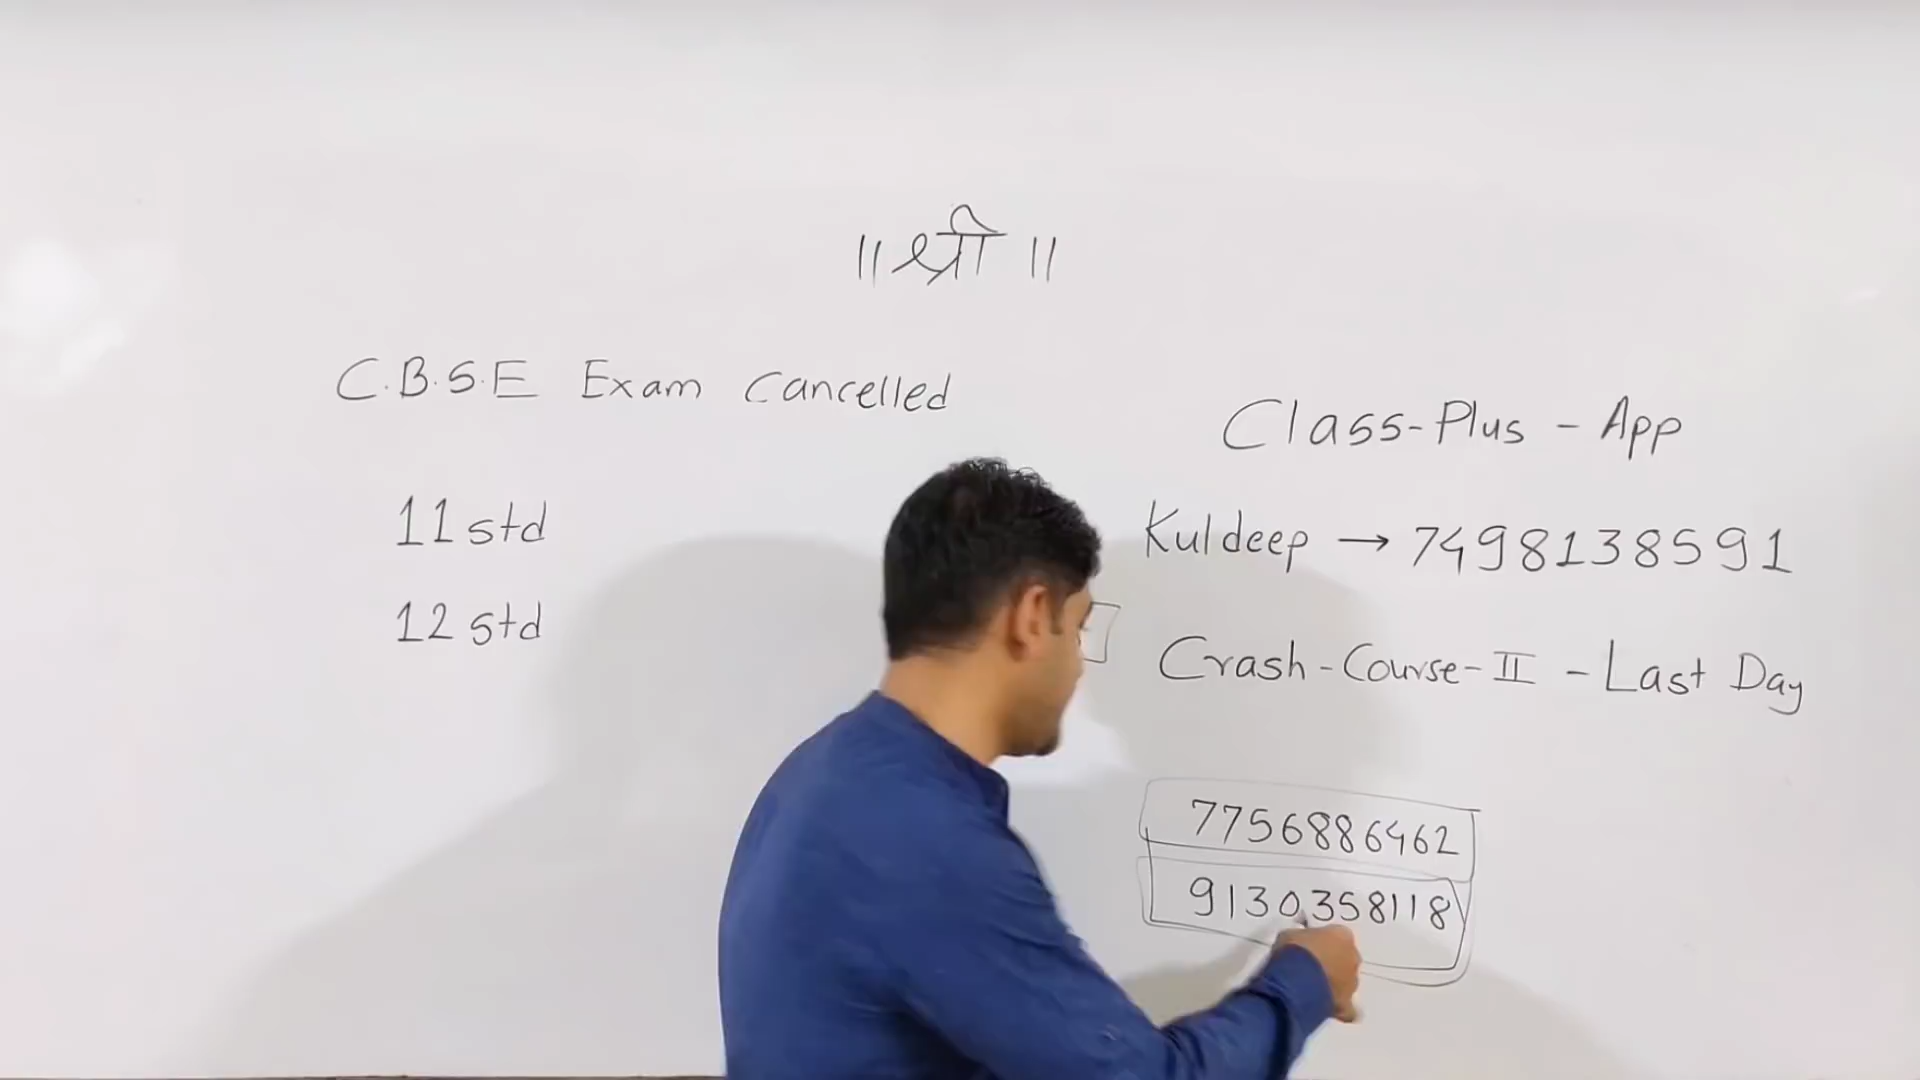 ॥ श्री ॥
C.B.S.E Exam Cancelled
11 std
12 std
Class-Plus - App
Kuldeep → 7498138591
Crash-Course-II - Last Day
7756886462
9130358118